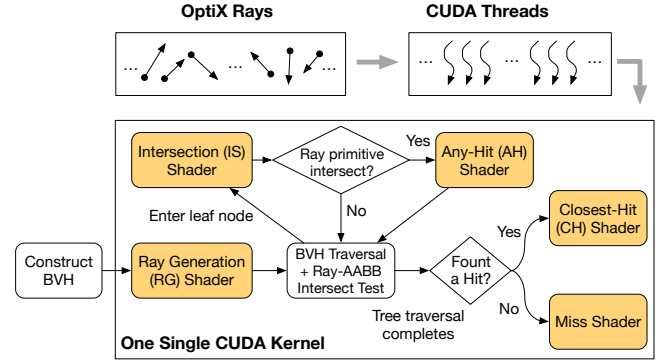 OptiX Rays
CUDA Threads
... ... ...
... ... ...
Intersection (IS)
Shader
Ray primitive
intersect?
Yes
Any-Hit (AH)
Shader
Enter leaf node
No
Closest-Hit
(CH) Shader
Yes
Construct
BVH
Ray Generation
(RG) Shader
BVH Traversal
+ Ray-AABB
Intersect Test
Fount
a Hit?
No
Tree traversal
completes
Miss Shader
One Single CUDA Kernel